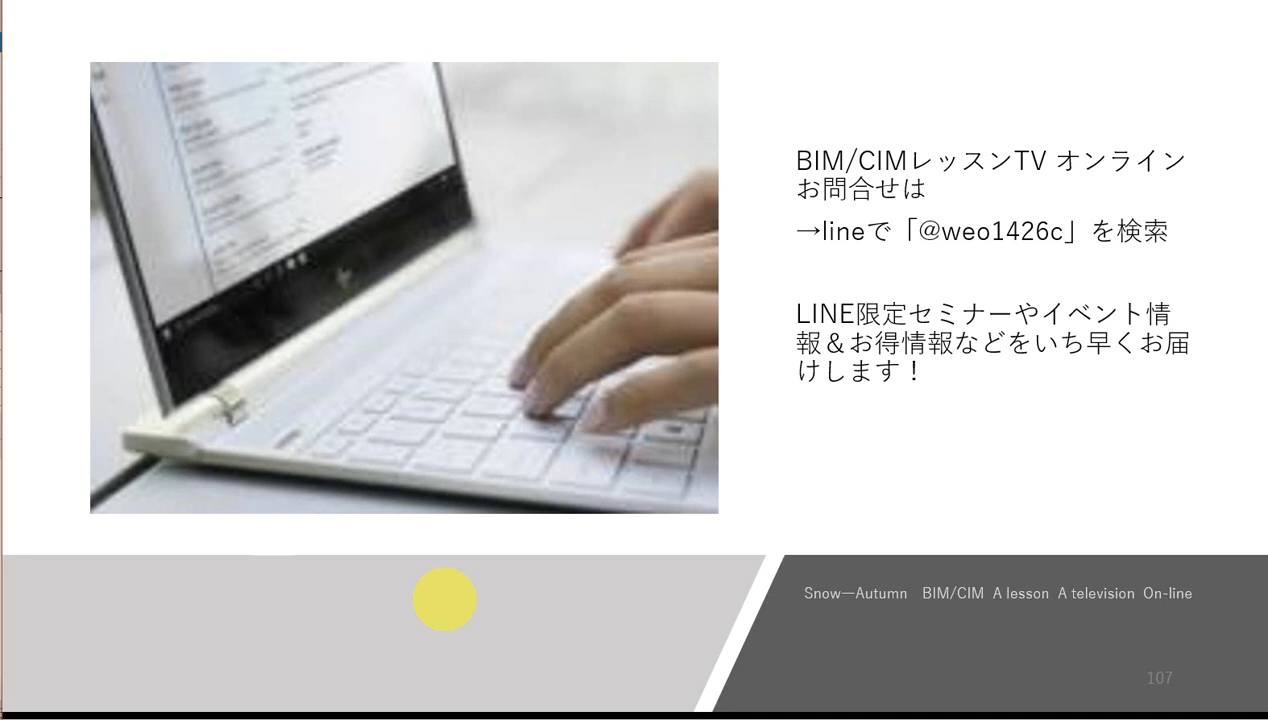 BIM/CIMレッスンTV オンライン
お問合せは
→lineで「@weo1426c」を検索
LINE限定セミナーやイベント情
報＆お得情報などをいち早くお届
けします！
Snow―Autumn　BIM/CIM A lesson A television On-line
107